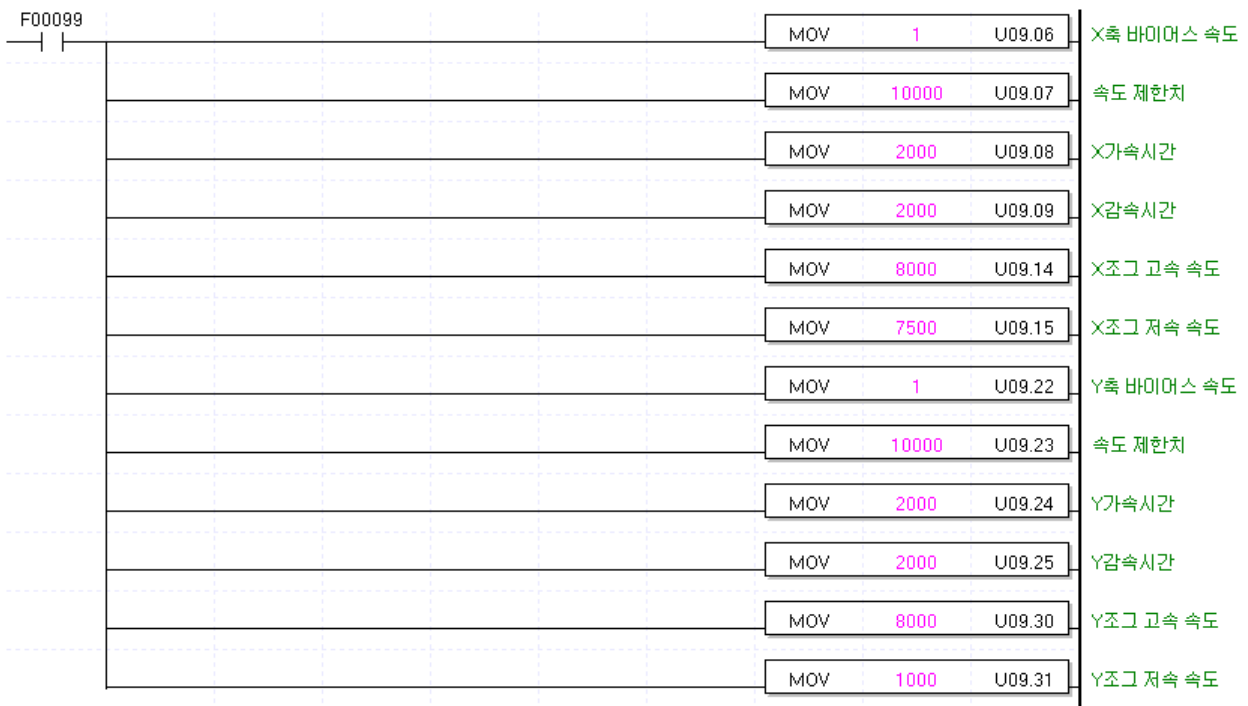 F00099
MOV 1 U09.06 X축 바이어스 속도
MOV 10000 U09.07 속도 제한치
MOV 2000 U09.08 X가속시간
MOV 2000 U09.09 X감속시간
MOV 8000 U09.14 X조그 고속 속도
MOV 7500 U09.15 X조그 저속 속도
MOV 1 U09.22 Y축 바이어스 속도
MOV 10000 U09.23 속도 제한치
MOV 2000 U09.24 Y가속시간
MOV 2000 U09.25 Y감속시간
MOV 8000 U09.30 Y조그 고속 속도
MOV 1000 U09.31 Y조그 저속 속도